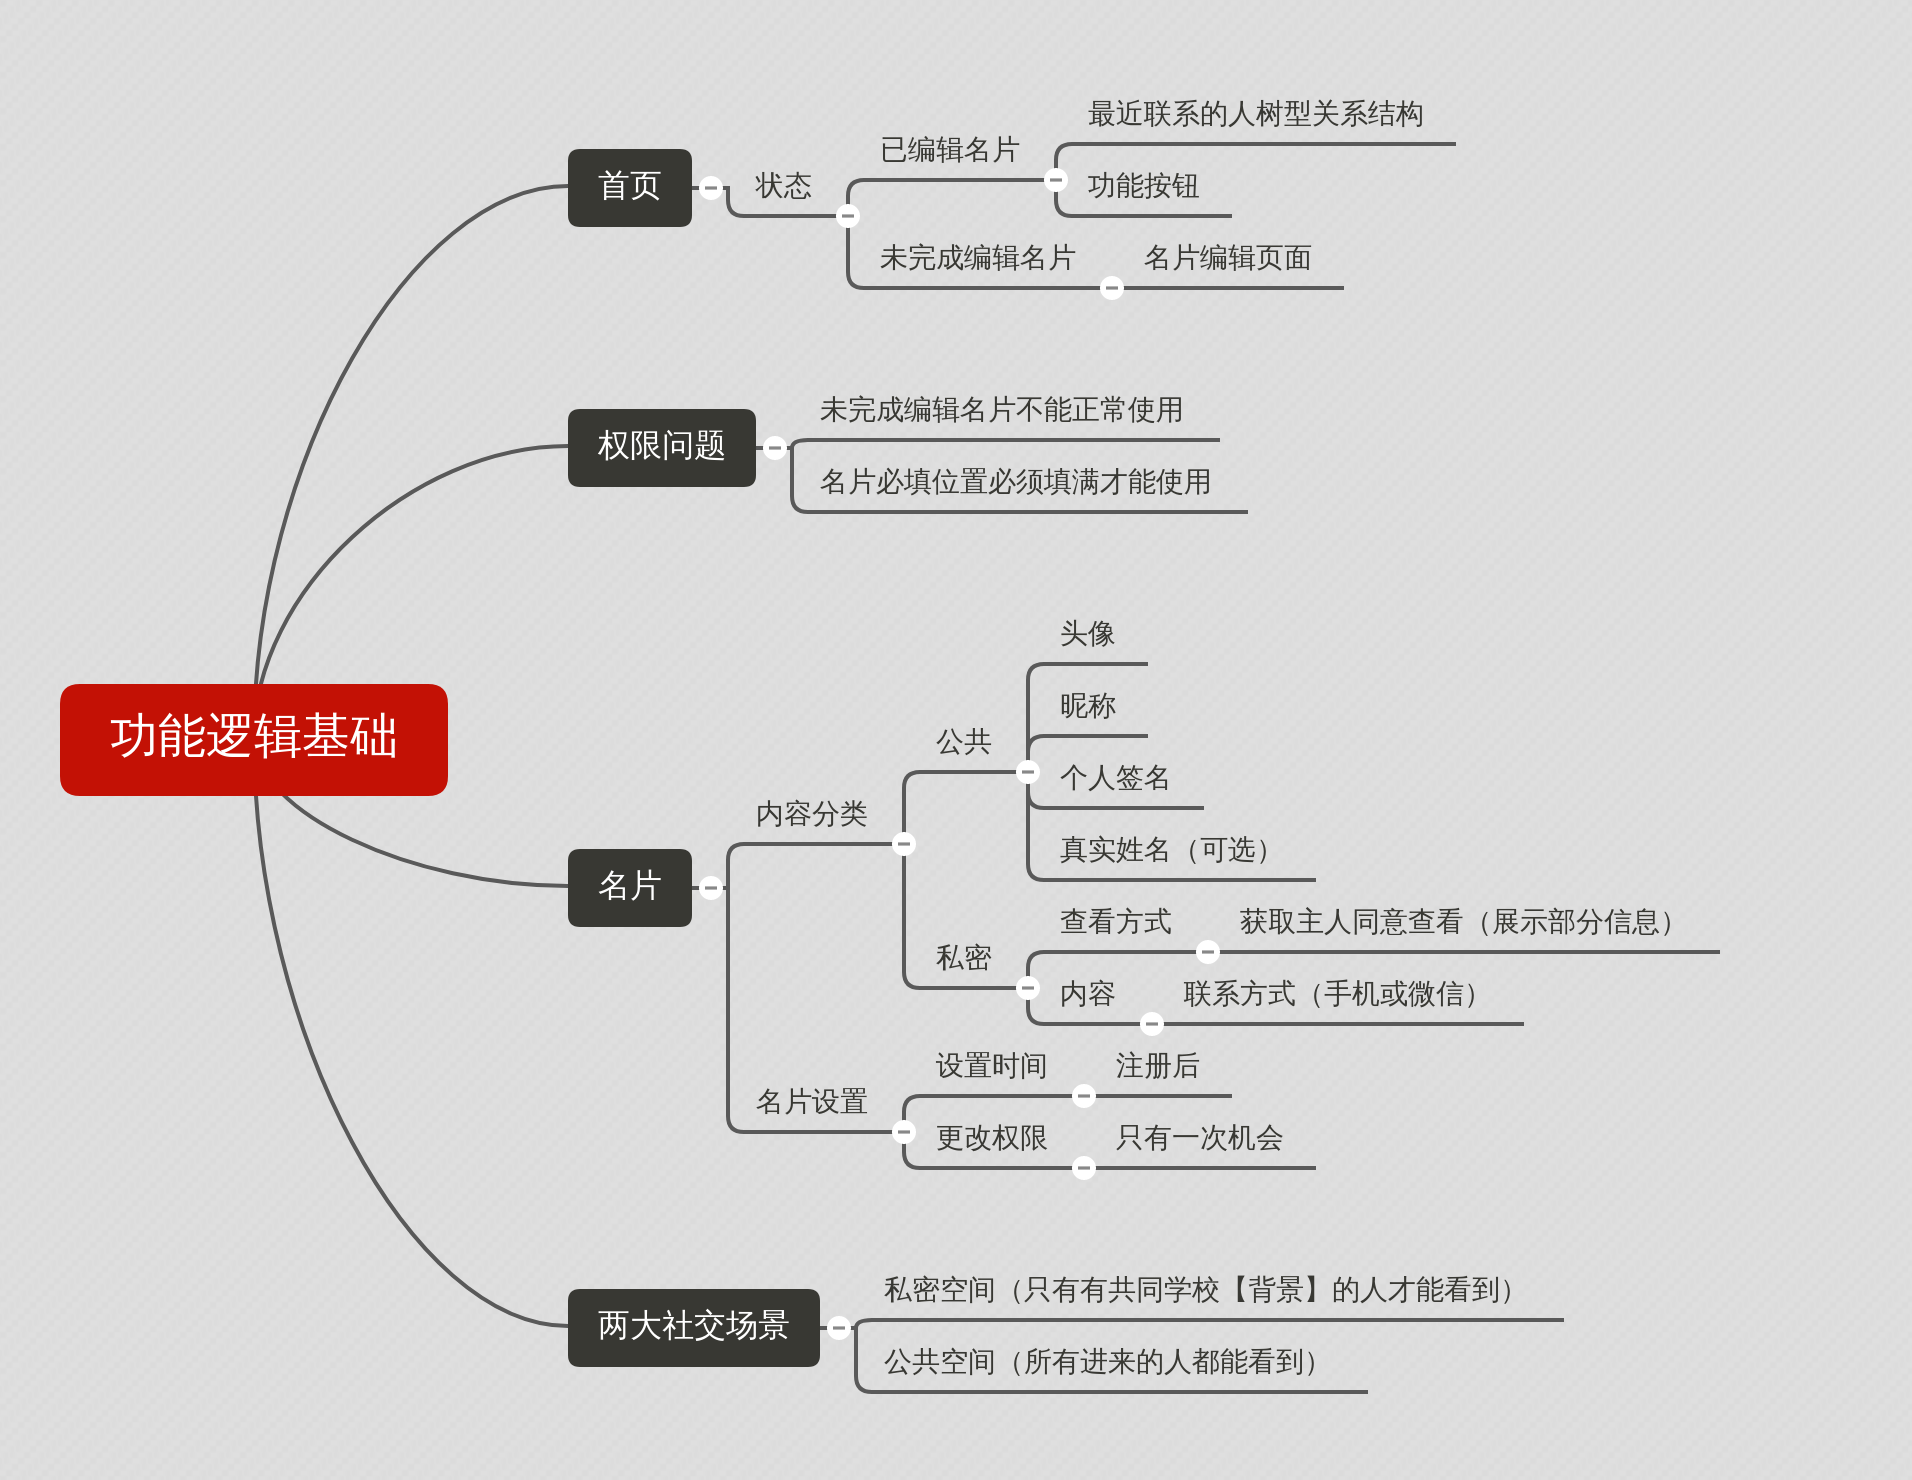 功能逻辑基础
首页
状态
已编辑名片
最近联系的人树型关系结构
功能按钮
未完成编辑名片
名片编辑页面
权限问题
未完成编辑名片不能正常使用
名片必填位置必须填满才能使用
名片
内容分类
公共
头像
昵称
个人签名
真实姓名（可选）
私密
查看方式
获取主人同意查看（展示部分信息）
内容
联系方式（手机或微信）
名片设置
设置时间
注册后
更改权限
只有一次机会
两大社交场景
私密空间（只有有共同学校【背景】的人才能看到）
公共空间（所有进来的人都能看到）